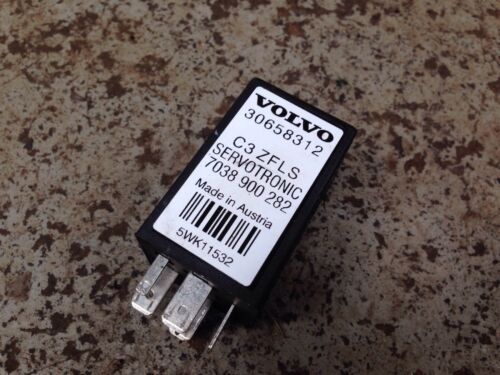 VOLVO
30658312
C3 ZFLS
SERVOTRONIC
7038 900 282
Made in Austria
5WK11532